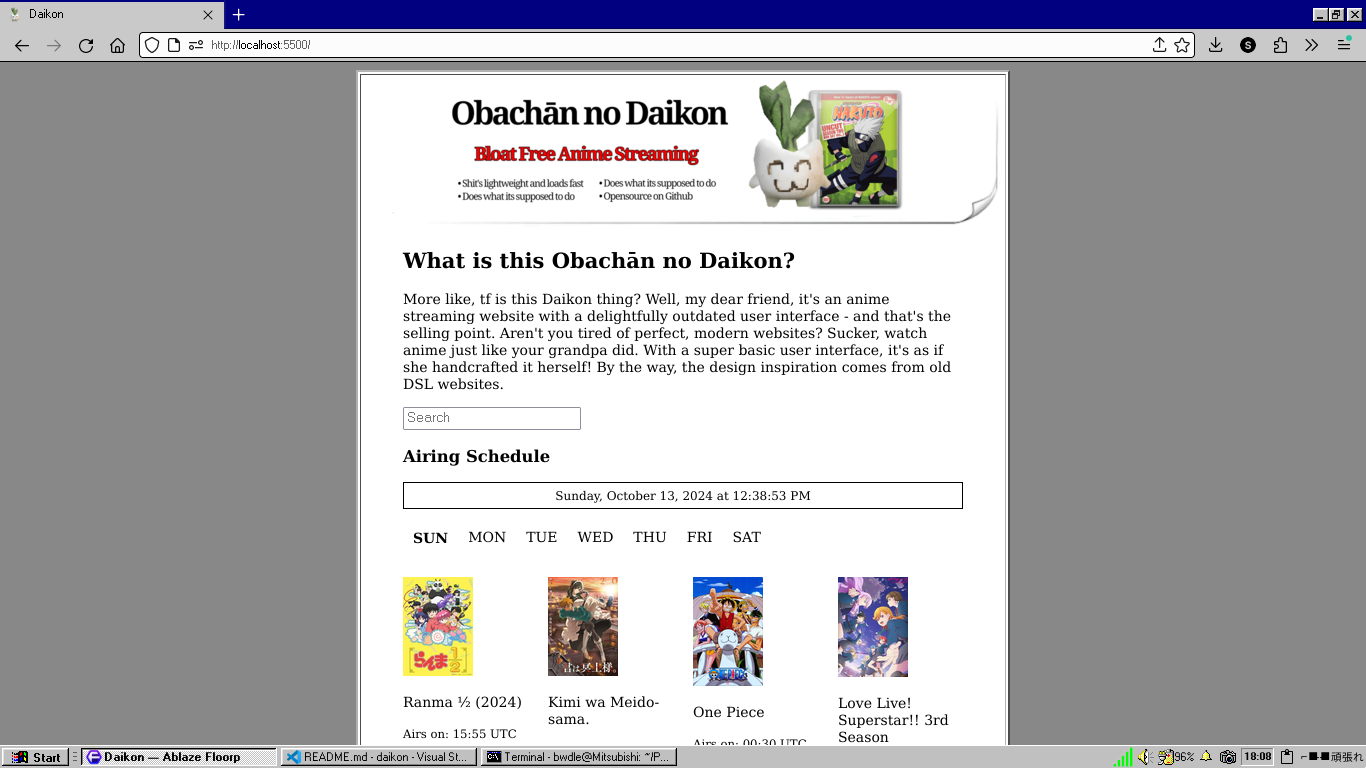 Daikon
http://localhost:5500/
S
Obachān no Daikon
Bloat Free Anime Streaming
• Shit's lightweight and loads fast • Does what its supposed to do
• Does what its supposed to do • Opensource on Github
NARUTO
UNCUT
What is this Obachān no Daikon?
More like, tf is this Daikon thing? Well, my dear friend, it's an anime
streaming website with a delightfully outdated user interface - and that's the
selling point. Aren't you tired of perfect, modern websites? Sucker, watch
anime just like your grandpa did. With a super basic user interface, it's as if
she handcrafted it herself! By the way, the design inspiration comes from old
DSL websites.
Search
Airing Schedule
Sunday, October 13, 2024 at 12:38:53 PM
SUN MON TUE WED THU FRI SAT
らんま1/2
君は冥土様。
ONE PIECE
Ranma ½ (2024)
Airs on: 15:55 UTC
Kimi wa Meido-
sama.
One Piece
Airs on: 00:30 UTC
Love Live!
Superstar!! 3rd
Season
Start
Daikon — Ablaze Floorp
README.md - daikon - Visual St...
Terminal - bwdle@Mitsubishi: ~/P...
96%
18:08
頑張れ